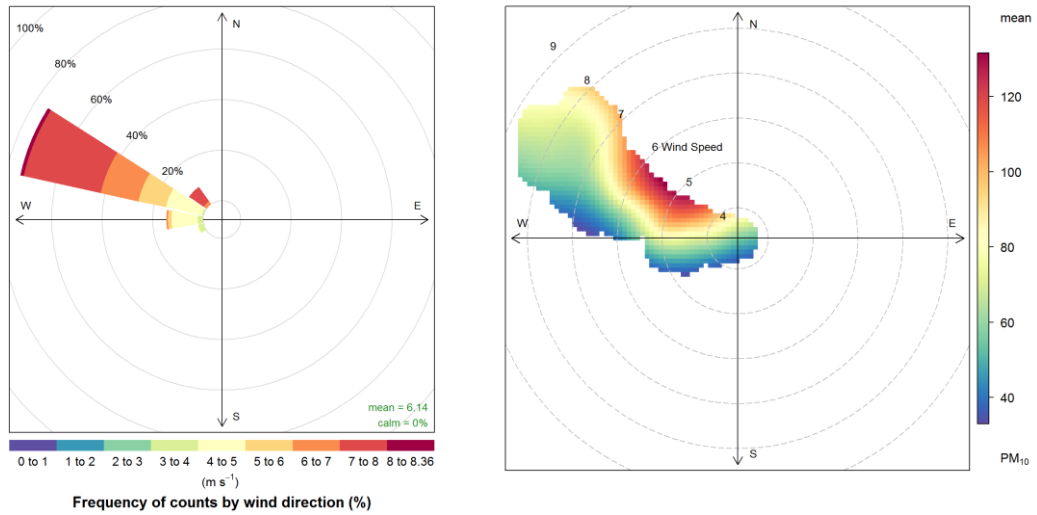 100%
80%
60%
40%
20%
N
W
E
S
mean = 6.14
calm = 0%
0 to 1 1 to 2 2 to 3 3 to 4 4 to 5 5 to 6 6 to 7 7 to 8 8 to 8.36
(m s⁻¹)
Frequency of counts by wind direction (%)
9
8
7
6 Wind Speed
5
4
N
W
E
S
mean
120
100
80
60
40
PM₁₀